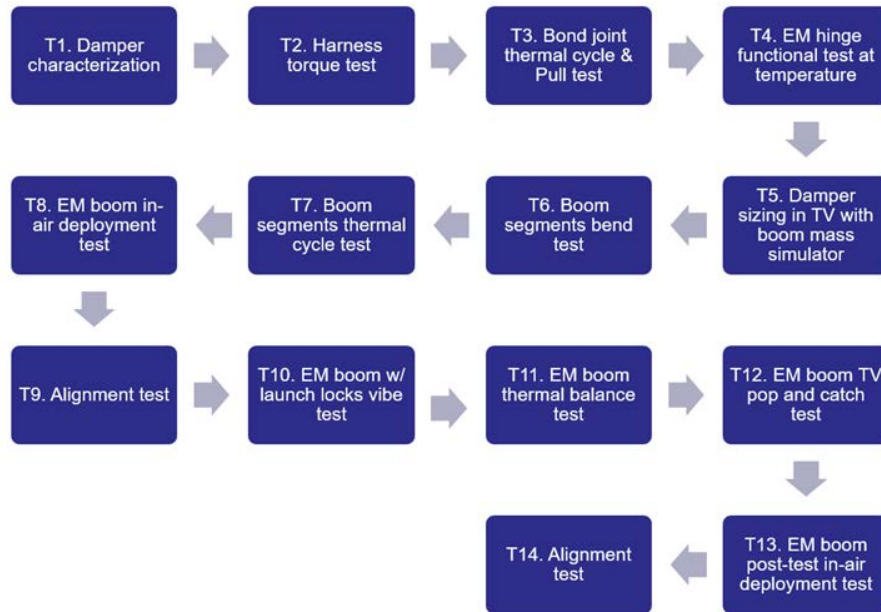 T1. Damper
characterization
T2. Harness
torque test
T3. Bond joint
thermal cycle &
Pull test
T4. EM hinge
functional test at
temperature
T5. Damper
sizing in TV with
boom mass
simulator
T6. Boom
segments bend
test
T7. Boom
segments thermal
cycle test
T8. EM boom in-
air deployment
test
T9. Alignment test
T10. EM boom w/
launch locks vibe
test
T11. EM boom
thermal balance
test
T12. EM boom TV
pop and catch
test
T13. EM boom
post-test in-air
deployment test
T14. Alignment
test